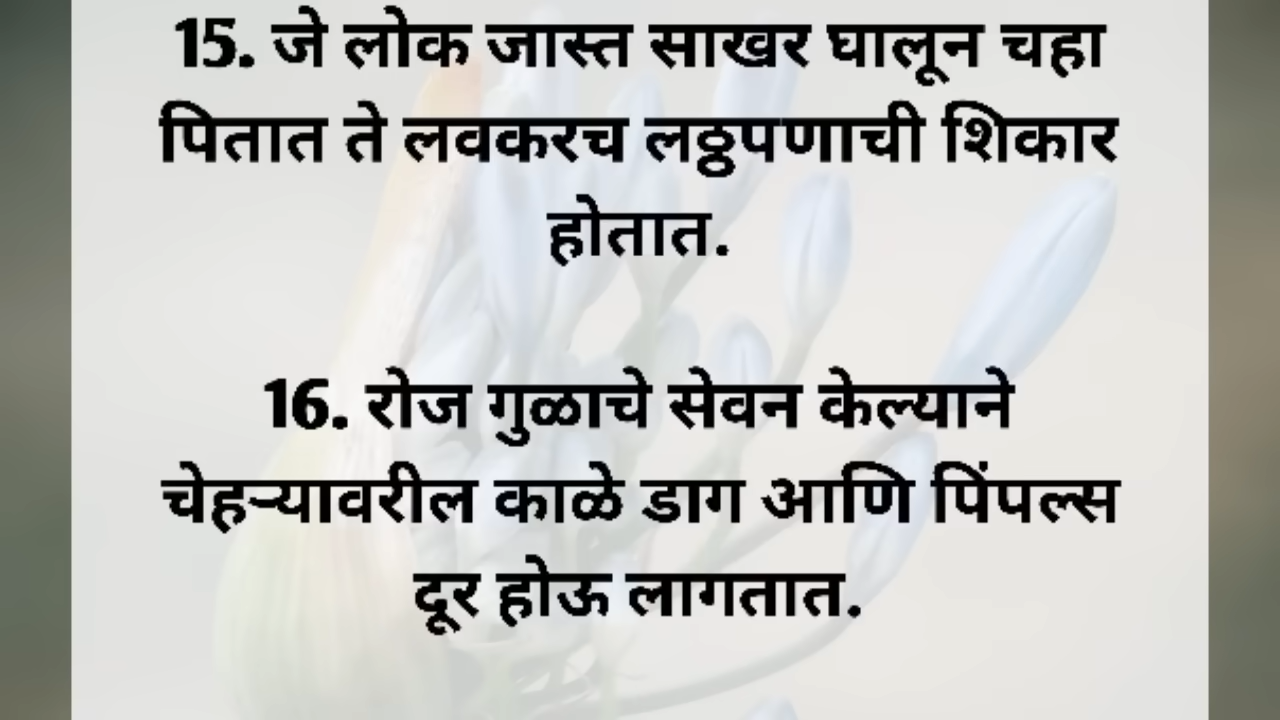 15. जे लोक जास्त साखर घालून चहा
पितात ते लवकरच लठ्ठपणाची शिकार
होतात.
16. रोज गुळाचे सेवन केल्याने
चेहऱ्यावरील काळे डाग आणि पिंपल्स
दूर होऊ लागतात.